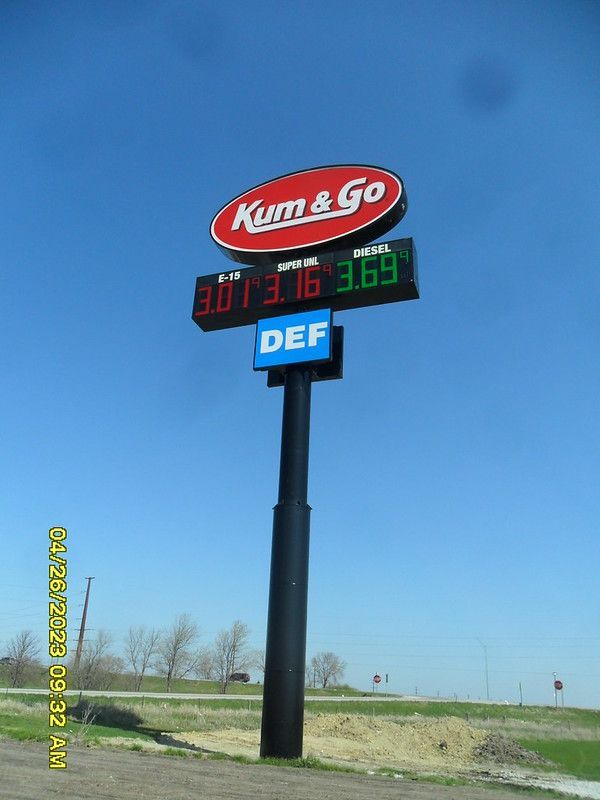 Kum & Go
E-15 SUPER UNL DIESEL
3.019 3.169 3.699
DEF
04/26/2023 09:32 AM